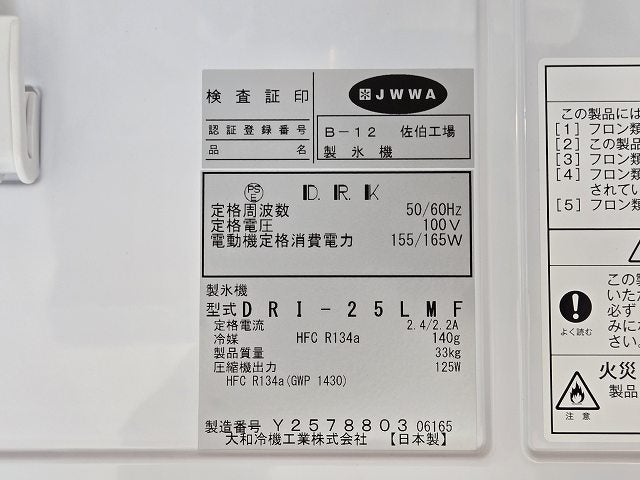 検査証印 JWWA
認証登録番号 B－12 佐伯工場
品名 製氷機
PSE D.R.K
定格周波数 50/60Hz
定格電圧 100V
電動機定格消費電力 155/165W
製氷機
型式 DRI-25LMF
定格電流 2.4/2.2A
冷媒 HFC R134a 140g
製品質量 33kg
圧縮機出力 125W
HFC R134a(GWP 1430)
製造番号 Y2578803 06165
大和冷機工業株式会社 【日本製】
この製品には
[1] フロン類
[2] この製品
[3] フロン類
[4] フロン類
されてい
[5] フロン類
この製
いただ
必ず
みにな
さい。
よく読む
火災
製品
注意